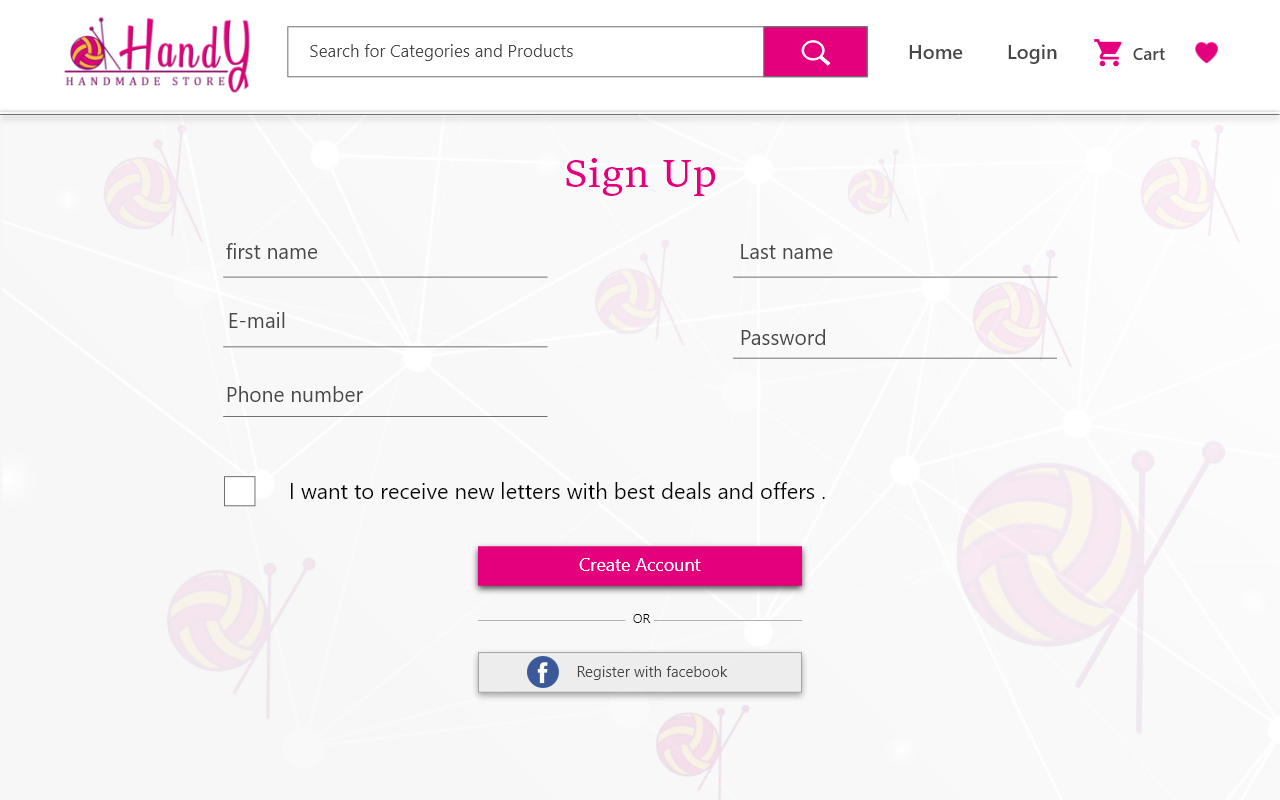 Handy
HANDMADE STORE
Search for Categories and Products
Home
Login
Cart
Sign Up
first name
Last name
E-mail
Password
Phone number
I want to receive new letters with best deals and offers .
Create Account
OR
f
Register with facebook